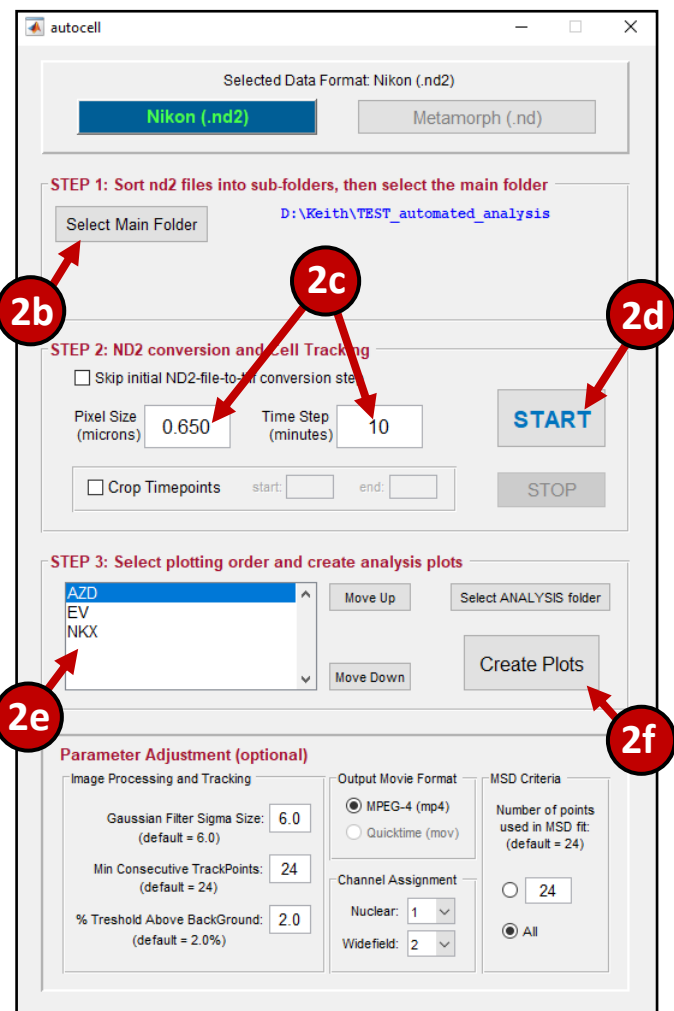 autocell
Selected Data Format: Nikon (.nd2)
Nikon (.nd2) Metamorph (.nd)
STEP 1: Sort nd2 files into sub-folders, then select the main folder
Select Main Folder
D:\Keith\TEST_automated_analysis
2b
2c
2d
STEP 2: ND2 conversion and Cell Tracking
Skip initial ND2-file-to-tif conversion step
Pixel Size
(microns)
0.650
Time Step
(minutes)
10
START
Crop Timepoints start: end:
STOP
STEP 3: Select plotting order and create analysis plots
AZD
EV
NKX
Move Up
Select ANALYSIS folder
Move Down
Create Plots
2e
2f
Parameter Adjustment (optional)
Image Processing and Tracking
Gaussian Filter Sigma Size: 6.0
(default = 6.0)
Min Consecutive TrackPoints: 24
(default = 24)
% Treshold Above BackGround: 2.0
(default = 2.0%)
Output Movie Format
MPEG-4 (mp4)
Quicktime (mov)
Channel Assignment
Nuclear: 1
Widefield: 2
MSD Criteria
Number of points
used in MSD fit:
(default = 24)
24
All